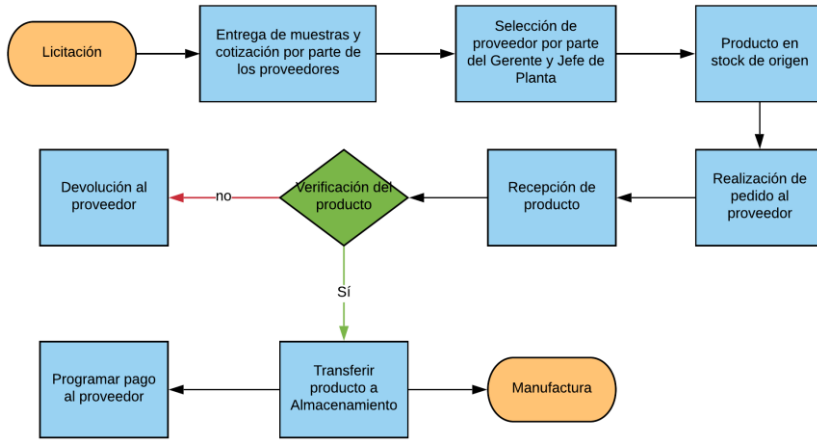 Licitación
Entrega de muestras y
cotización por parte de
los proveedores
Selección de
proveedor por parte
del Gerente y Jefe de
Planta
Producto en
stock de origen
Devolución al
proveedor
no
Verificación del
producto
Recepción de
producto
Realización de
pedido al
proveedor
Sí
Programar pago
al proveedor
Transferir
producto a
Almacenamiento
Manufactura